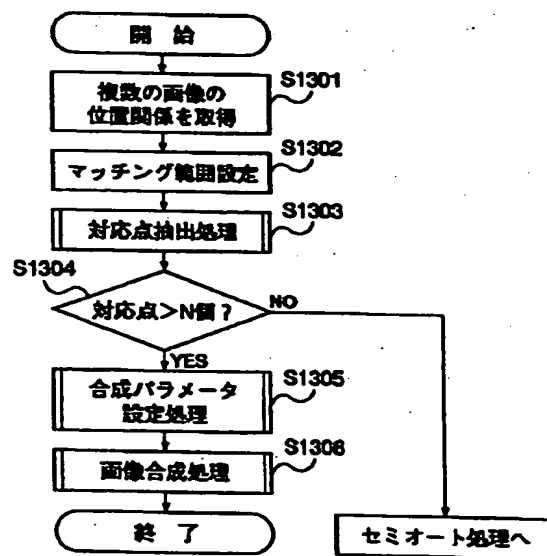 開 始
S1301
複数の画像の
位置関係を取得
S1302
マッチング範囲設定
S1303
対応点抽出処理
S1304
対応点>N個?
NO
YES
S1305
合成パラメータ
設定処理
S1306
画像合成処理
終 了
セミオート処理へ